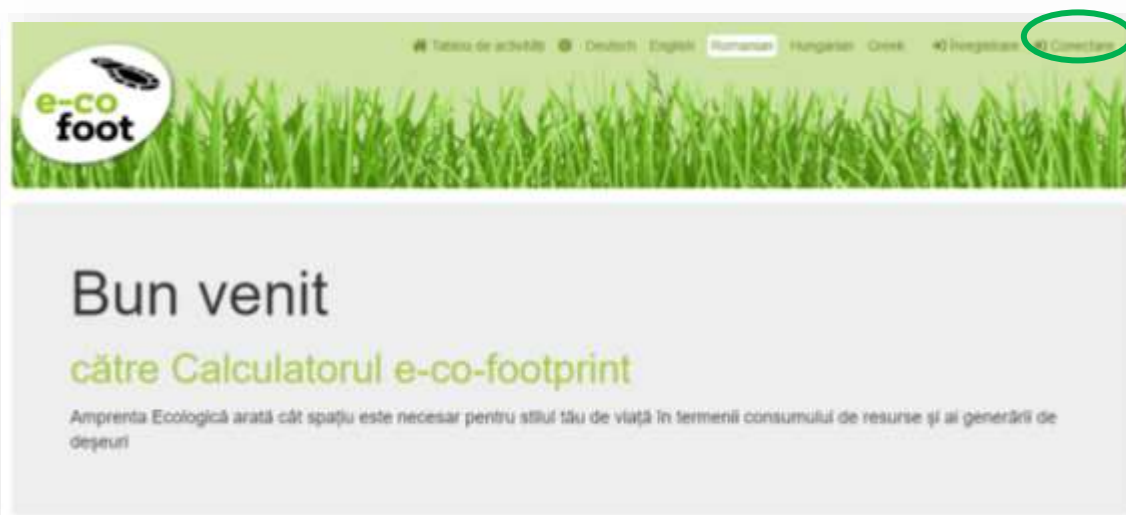 Tablou de activități Deutsch English Romanian Hungarian Greek Înregistrare Conectare
e-co
foot
Bun venit
către Calculatorul e-co-footprint
Amprenta Ecologică arată cât spațiu este necesar pentru stilul tău de viață în termenii consumului de resurse și al generării de
deșeuri